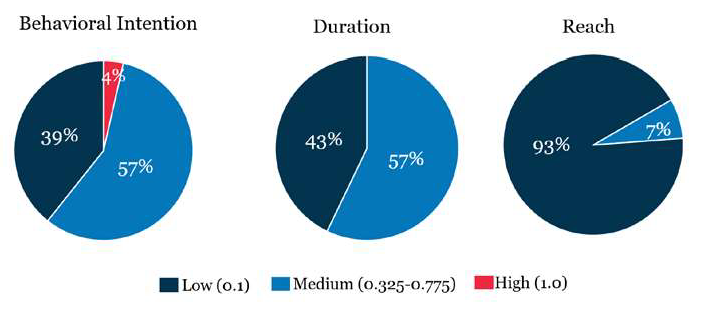 Behavioral Intention
Duration
Reach
4%
39%
57%
43%
57%
93%
7%
Low (0.1)
Medium (0.325-0.775)
High (1.0)